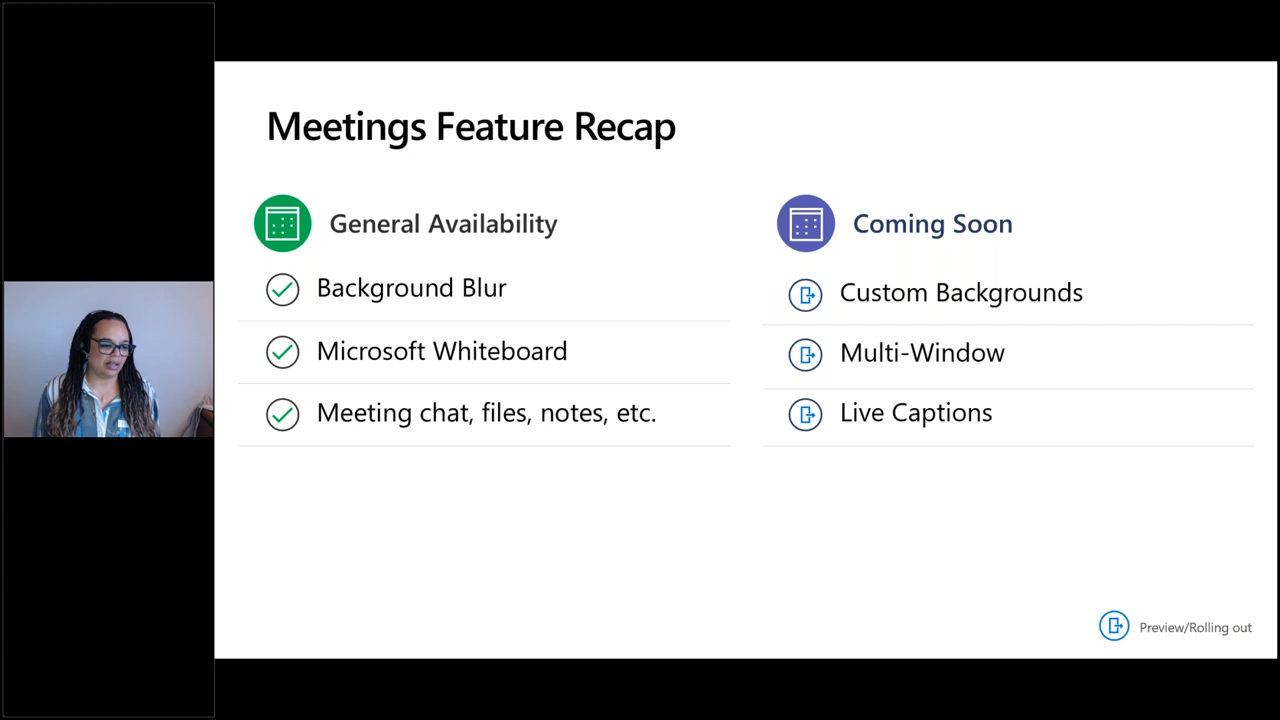 Meetings Feature Recap
General Availability
Background Blur
Microsoft Whiteboard
Meeting chat, files, notes, etc.
Coming Soon
Custom Backgrounds
Multi-Window
Live Captions
Preview/Rolling out